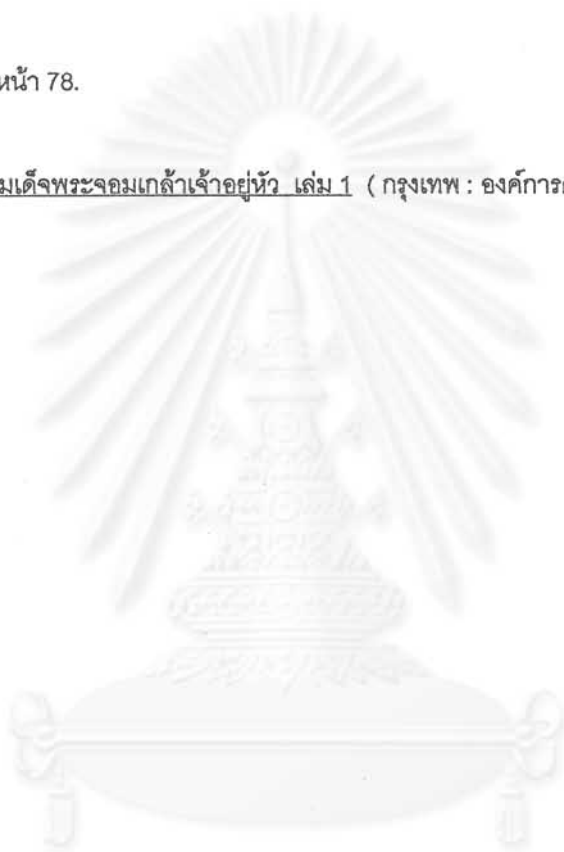 หน้า 78.
มเด็จพระจอมเกล้าเจ้าอยู่หัว เล่ม 1 ( กรุงเทพ : องค์การ